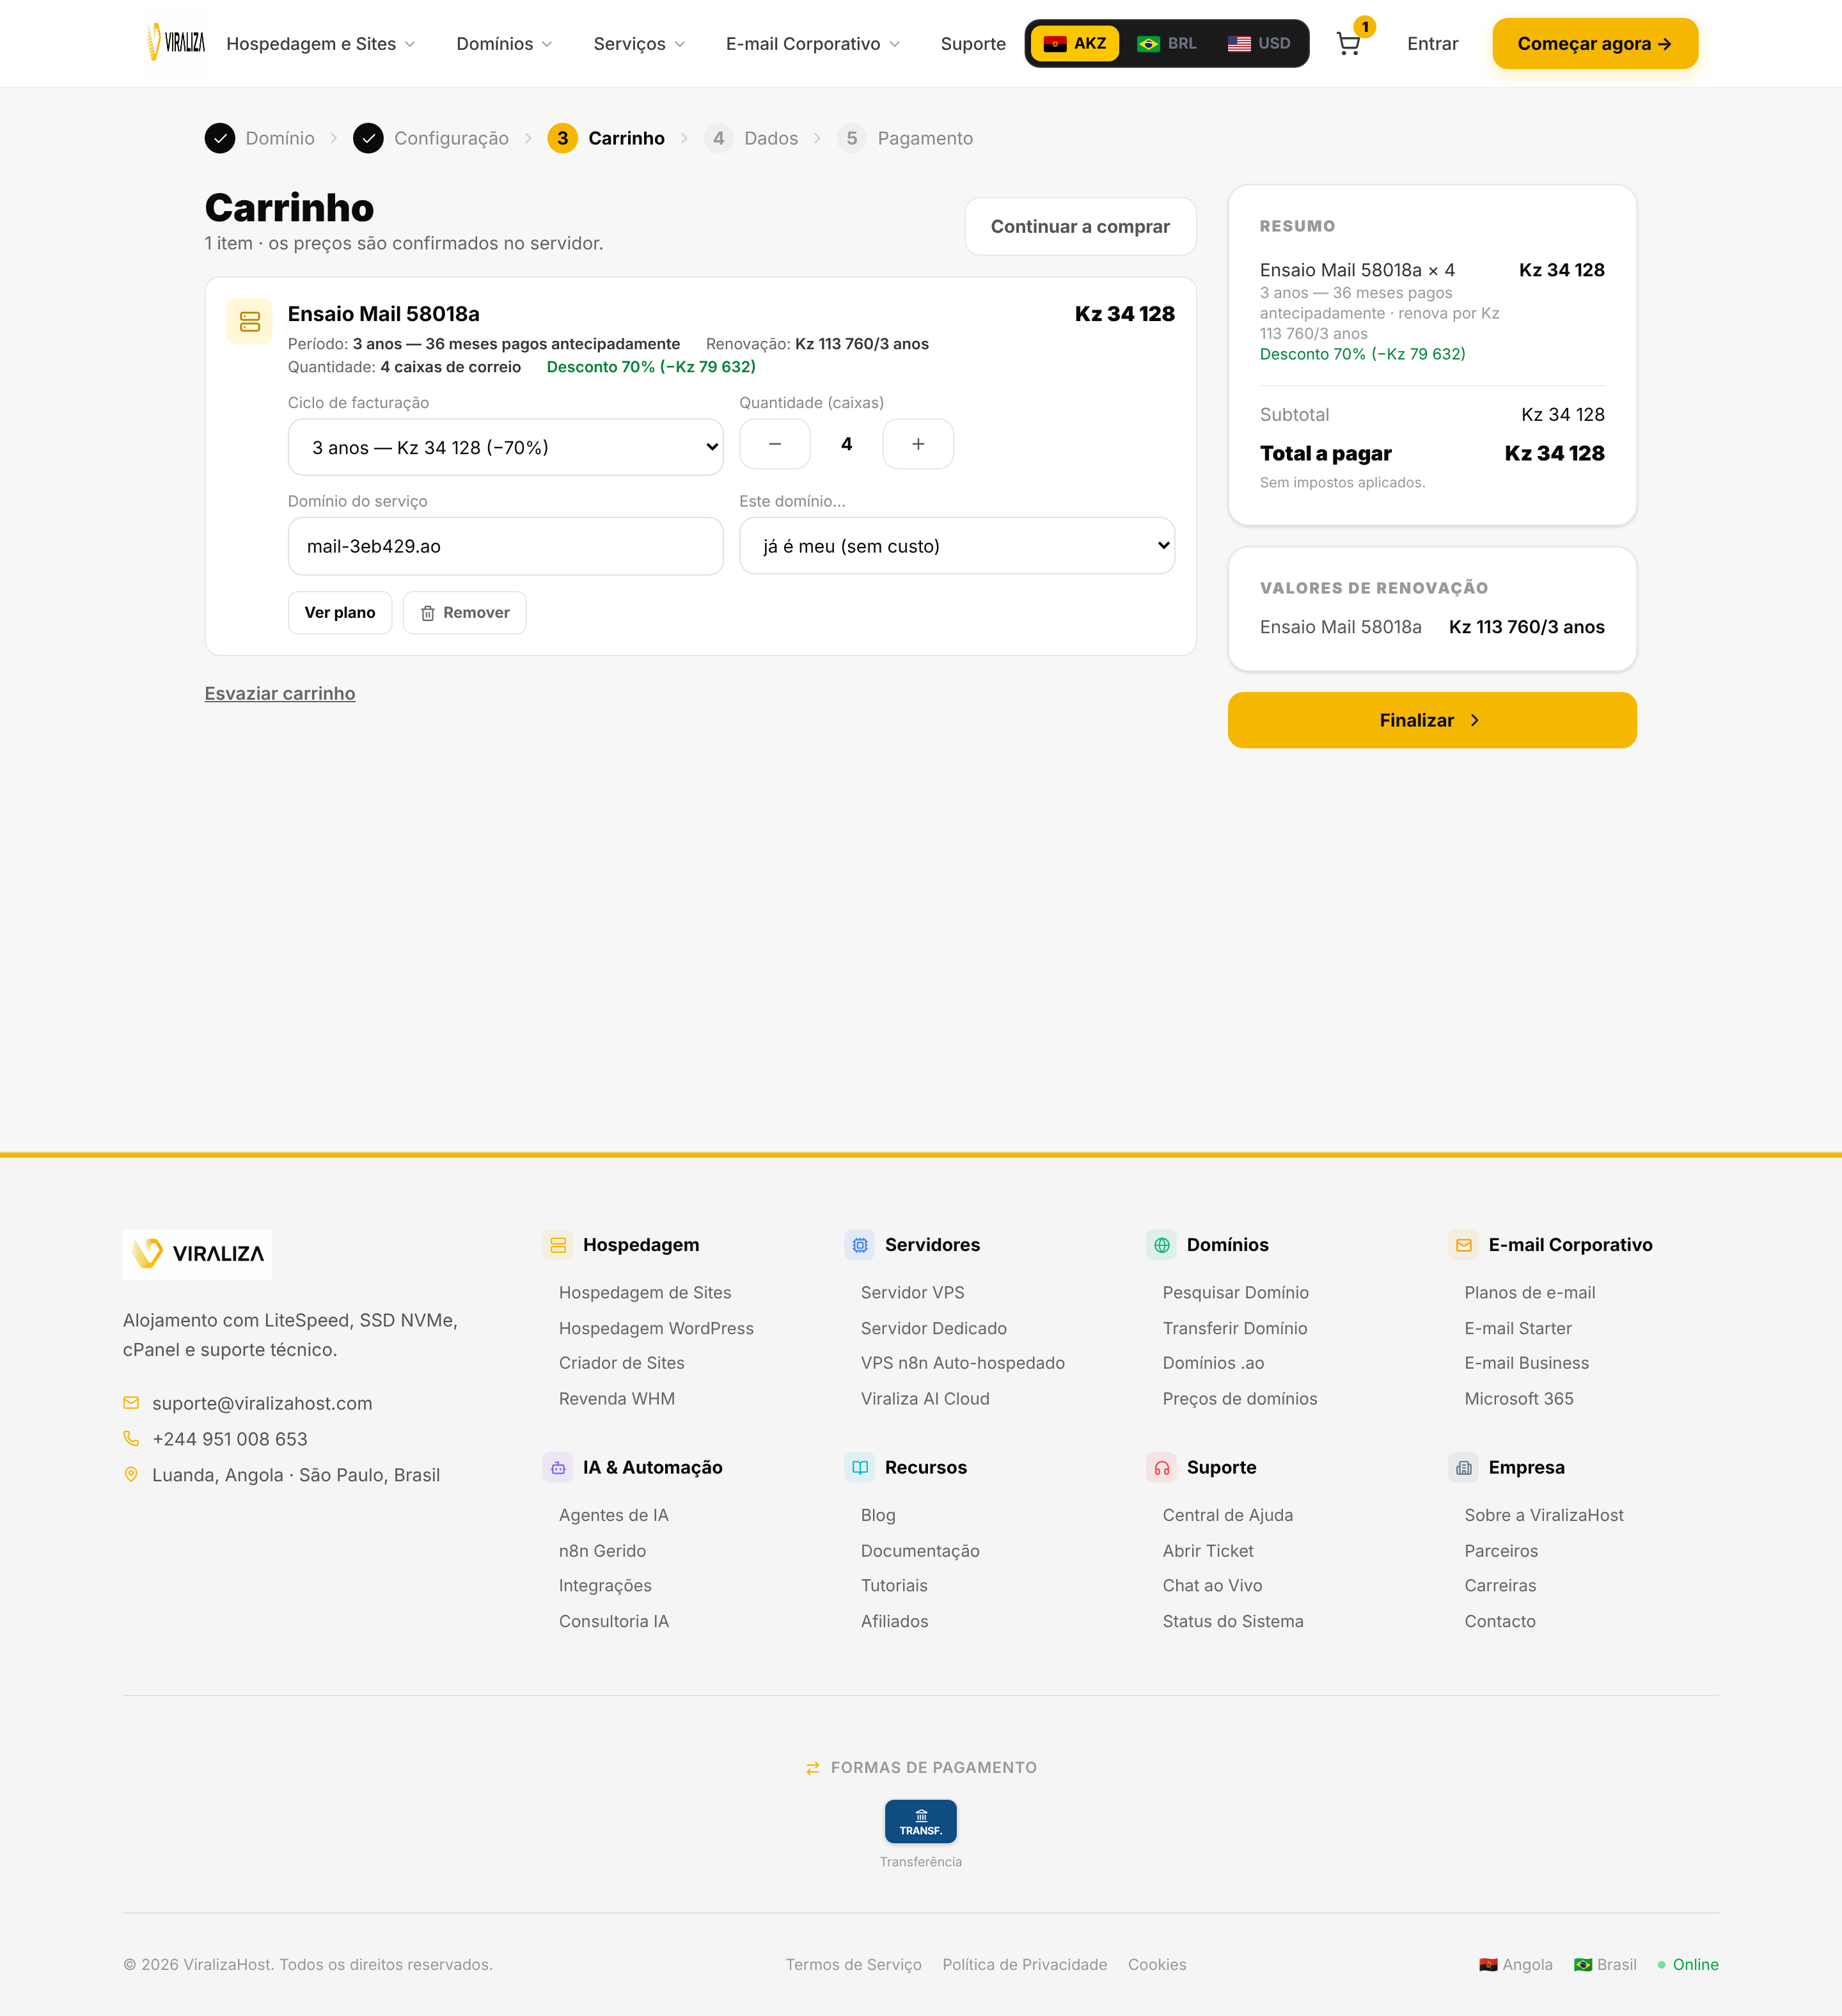 VIRALIZA
Hospedagem e Sites
Domínios
Serviços
E-mail Corporativo
Suporte
AKZ
BRL
USD
1
Entrar
Começar agora →
Domínio
Configuração
3 Carrinho
4 Dados
5 Pagamento
Carrinho
1 item · os preços são confirmados no servidor.
Continuar a comprar
Ensaio Mail 58018a
Kz 34 128
Período: 3 anos — 36 meses pagos antecipadamente Renovação: Kz 113 760/3 anos
Quantidade: 4 caixas de correio Desconto 70% (−Kz 79 632)
Ciclo de facturação
Quantidade (caixas)
3 anos — Kz 34 128 (−70%)
− 4 +
Domínio do serviço
Este domínio...
mail-3eb429.ao
já é meu (sem custo)
Ver plano
Remover
Esvaziar carrinho
RESUMO
Ensaio Mail 58018a × 4 Kz 34 128
3 anos — 36 meses pagos
antecipadamente · renova por Kz
113 760/3 anos
Desconto 70% (−Kz 79 632)
Subtotal Kz 34 128
Total a pagar Kz 34 128
Sem impostos aplicados.
VALORES DE RENOVAÇÃO
Ensaio Mail 58018a Kz 113 760/3 anos
Finalizar
VIRALIZA
Alojamento com LiteSpeed, SSD NVMe,
cPanel e suporte técnico.
suporte@viralizahost.com
+244 951 008 653
Luanda, Angola · São Paulo, Brasil
Hospedagem
Hospedagem de Sites
Hospedagem WordPress
Criador de Sites
Revenda WHM
Servidores
Servidor VPS
Servidor Dedicado
VPS n8n Auto-hospedado
Viraliza AI Cloud
Domínios
Pesquisar Domínio
Transferir Domínio
Domínios .ao
Preços de domínios
E-mail Corporativo
Planos de e-mail
E-mail Starter
E-mail Business
Microsoft 365
IA & Automação
Agentes de IA
n8n Gerido
Integrações
Consultoria IA
Recursos
Blog
Documentação
Tutoriais
Afiliados
Suporte
Central de Ajuda
Abrir Ticket
Chat ao Vivo
Status do Sistema
Empresa
Sobre a ViralizaHost
Parceiros
Carreiras
Contacto
FORMAS DE PAGAMENTO
TRANSF.
Transferência
© 2026 ViralizaHost. Todos os direitos reservados.
Termos de Serviço
Política de Privacidade
Cookies
Angola
Brasil
Online